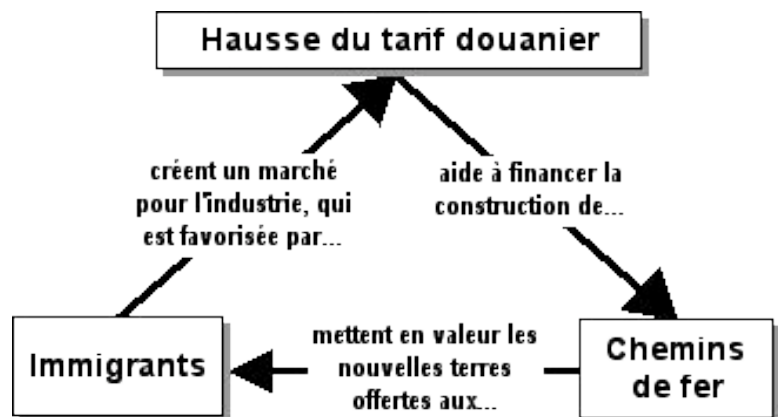 Hausse du tarif douanier
créent un marché
pour l'industrie, qui
est favorisée par...
aide à financer la
construction de...
Immigrants
mettent en valeur les
nouvelles terres
offertes aux...
Chemins
de fer